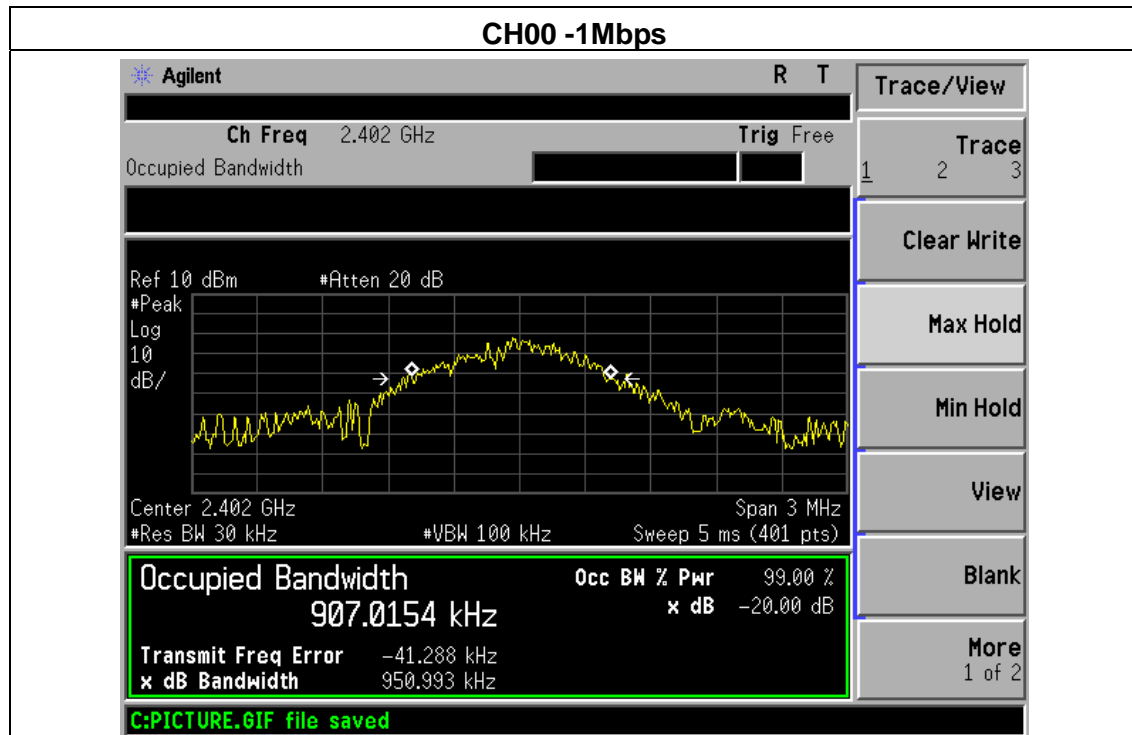 CH00 -1Mbps
Agilent R T
Trace/View
Ch Freq 2.402 GHz Trig Free
Occupied Bandwidth
Trace
1 2 3
Clear Write
Ref 10 dBm #Atten 20 dB
#Peak
Log
10
dB/
Max Hold
Min Hold
View
Center 2.402 GHz Span 3 MHz
#Res BW 30 kHz #VBW 100 kHz Sweep 5 ms (401 pts)
Occupied Bandwidth Occ BW % Pwr 99.00 %
907.0154 kHz x dB -20.00 dB
Blank
Transmit Freq Error -41.288 kHz
x dB Bandwidth 950.993 kHz
More
1 of 2
C:PICTURE.GIF file saved